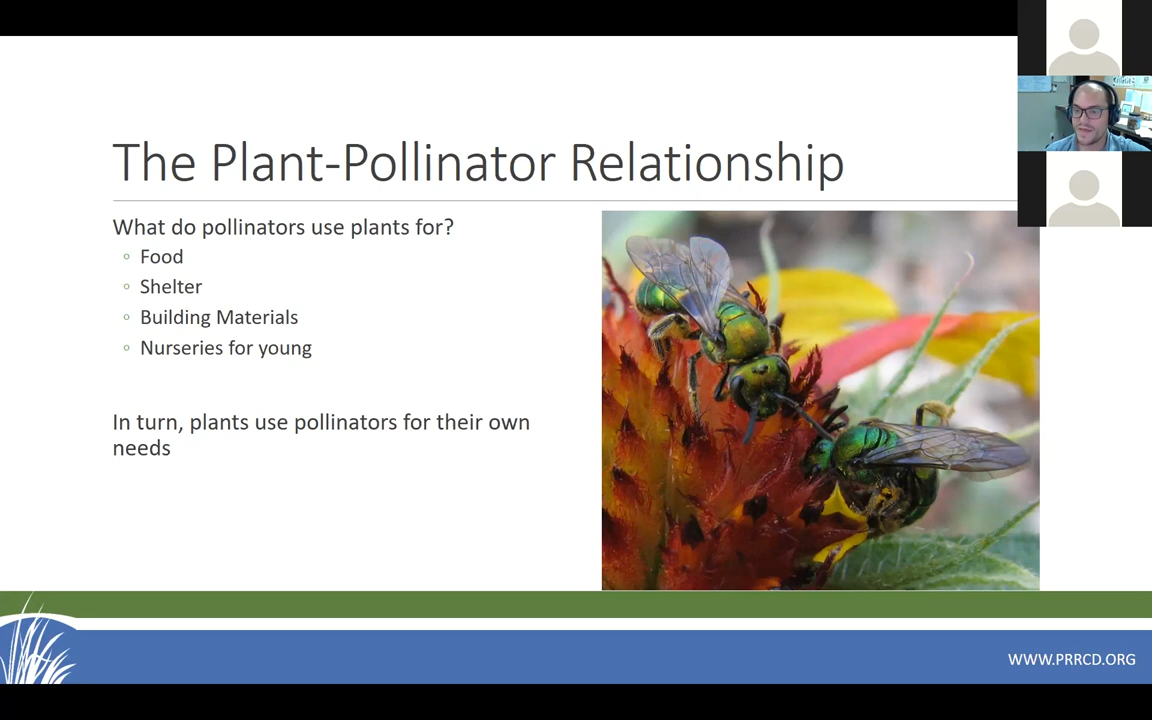 The Plant-Pollinator Relationship
What do pollinators use plants for?
Food
Shelter
Building Materials
Nurseries for young
In turn, plants use pollinators for their own
needs
WWW.PRRCD.ORG